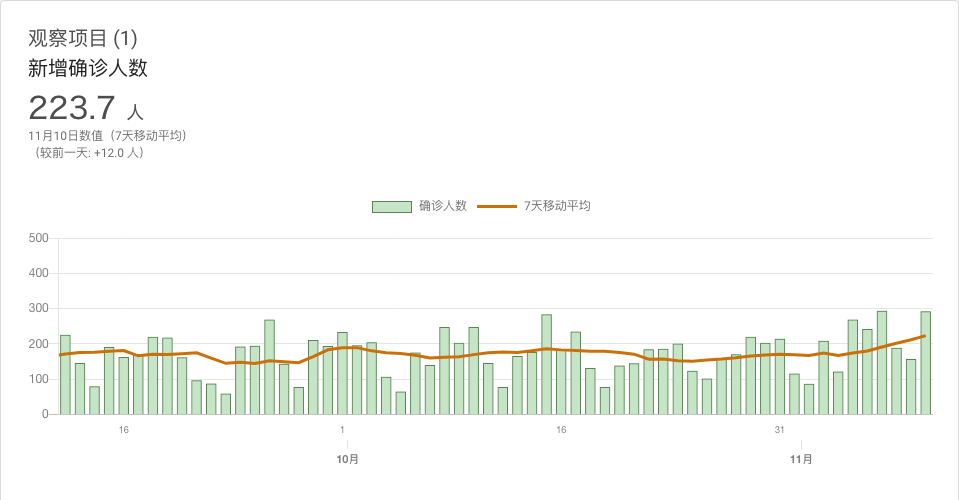 观察项目 (1)
新增确诊人数
223.7 人
11月10日数值（7天移动平均）
（较前一天: +12.0 人）
确诊人数 7天移动平均
500
400
300
200
100
0
16 1 16 31
10月 11月